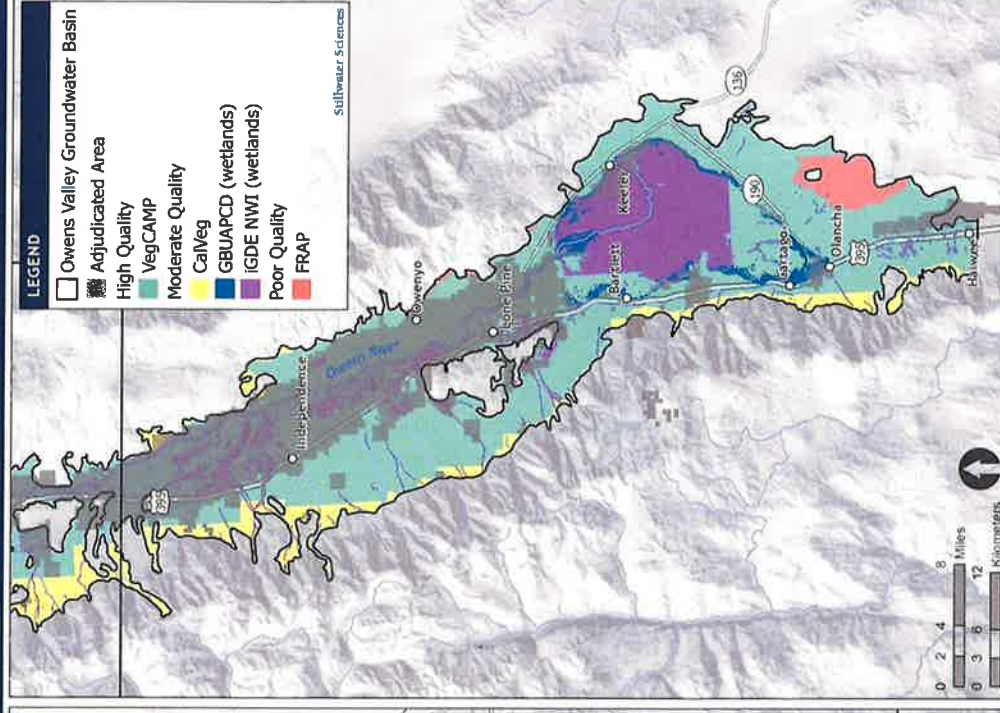 LEGEND
Owens Valley Groundwater Basin
Adjudicated Area
High Quality
VegCAMP
Moderate Quality
CalVeg
GBUAPCD (wetlands)
iGDE NWI (wetlands)
Poor Quality
FRAP
Stillwater Sciences
395
Independence
Owens River
Owenyo
Lone Pine
Keeler
136
Bartlett
190
Cartago
Olancha
395
Haiwee
0 2 4 8
Miles
0 3 6 12
Kilometers